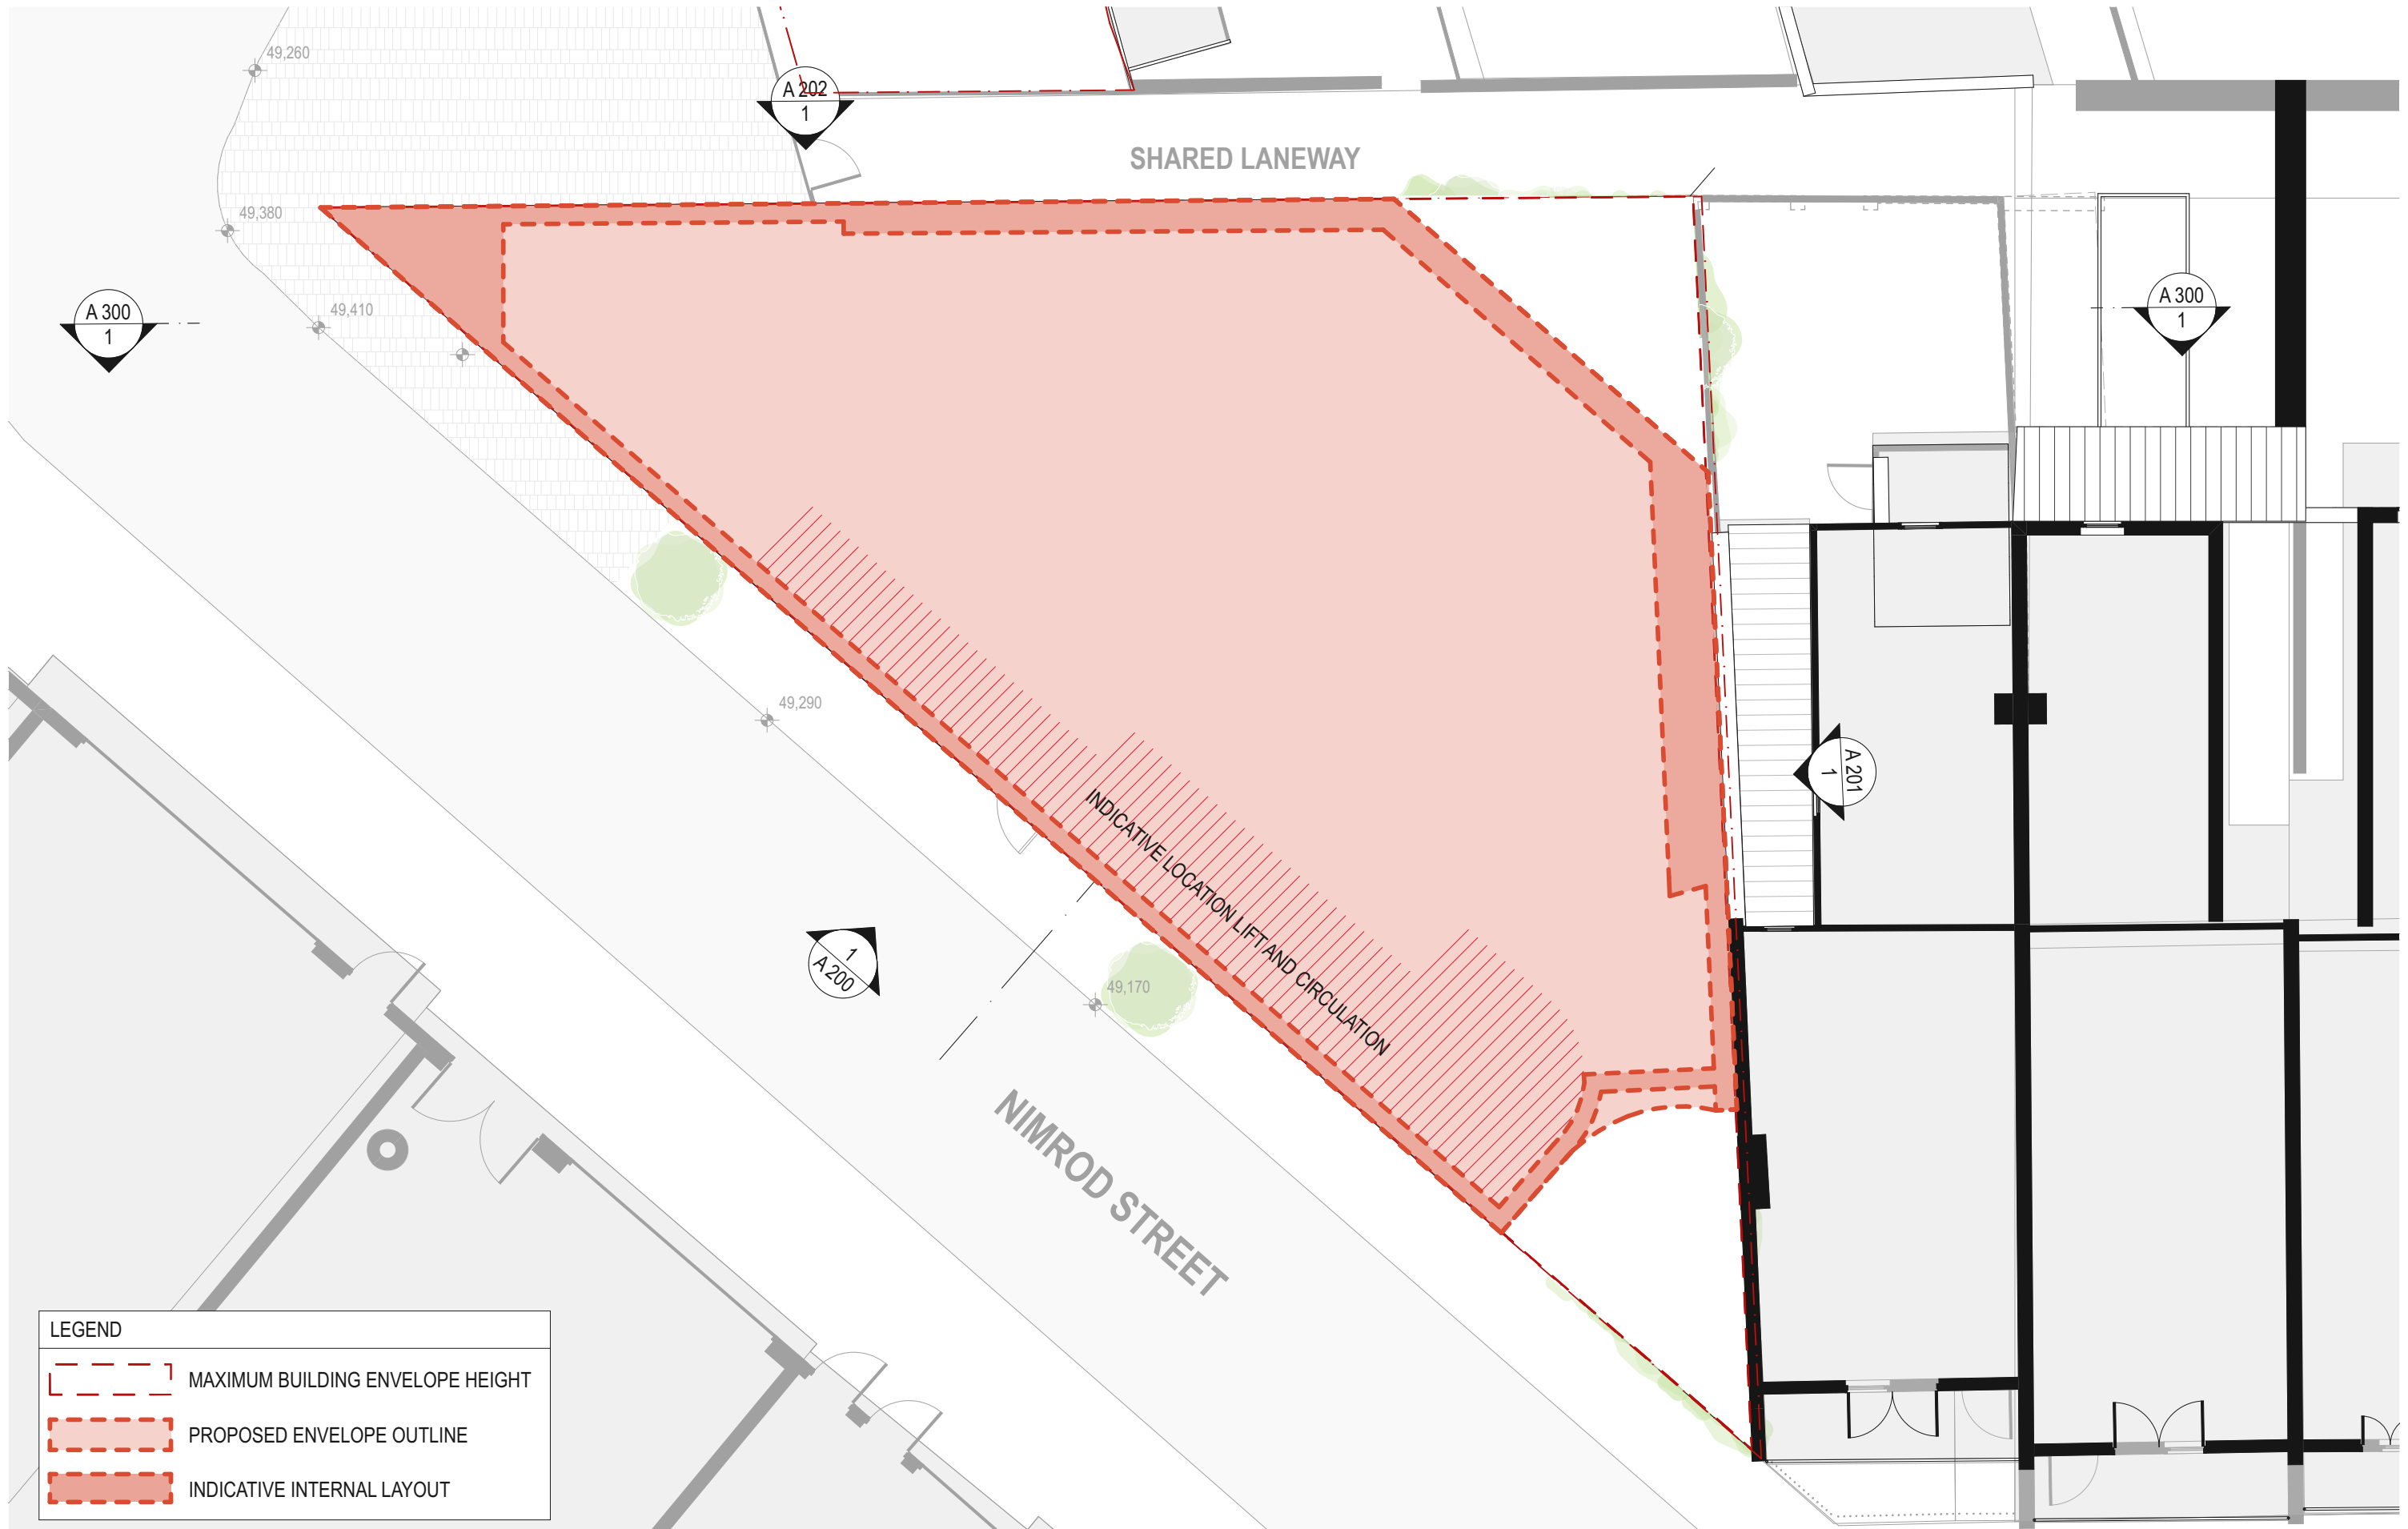 49,260
A 202
1
SHARED LANEWAY
49,380
A 300
1
49,410
A 300
1
49,290
A 201
1
INDICATIVE LOCATION LIFT AND CIRCULATION
1
A 200
49,170
NIMROD STREET
LEGEND
MAXIMUM BUILDING ENVELOPE HEIGHT
PROPOSED ENVELOPE OUTLINE
INDICATIVE INTERNAL LAYOUT